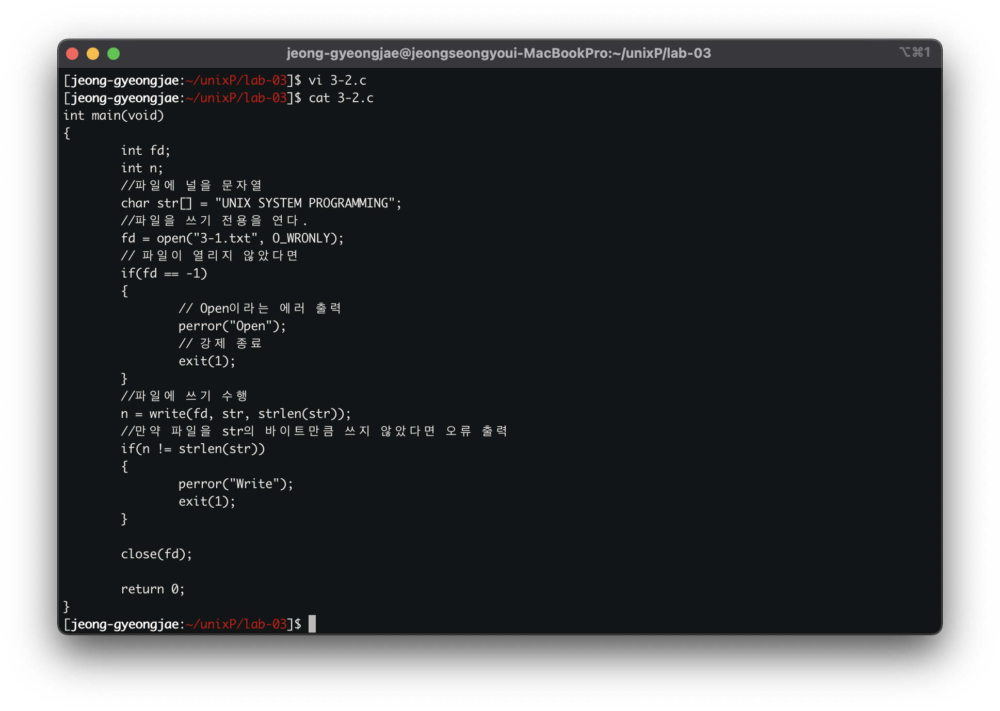 jeong-gyeongjae@jeongseongyoui-MacBookPro:~/unixP/lab-03
⌥⌘1
[jeong-gyeongjae:~/unixP/lab-03]$ vi 3-2.c
[jeong-gyeongjae:~/unixP/lab-03]$ cat 3-2.c
int main(void)
{
        int fd;
        int n;
        //파일에 널을 문자열
        char str[] = "UNIX SYSTEM PROGRAMMING";
        //파일을 쓰기 전용을 연다.
        fd = open("3-1.txt", O_WRONLY);
        // 파일이 열리지 않았다면
        if(fd == -1)
        {
                // Open이라는 에러 출력
                perror("Open");
                // 강제 종료
                exit(1);
        }
        //파일에 쓰기 수행
        n = write(fd, str, strlen(str));
        //만약 파일을 str의 바이트만큼 쓰지 않았다면 오류 출력
        if(n != strlen(str))
        {
                perror("Write");
                exit(1);
        }

        close(fd);

        return 0;
}
[jeong-gyeongjae:~/unixP/lab-03]$